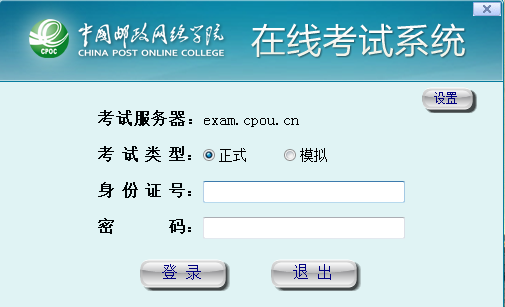 中国邮政网络学院
CHINA POST ONLINE COLLEGE
CPOC
在线考试系统
设置
考试服务器：exam.cpou.cn
考试类型：正式 模拟
身份证号：
密码：
登录 退出